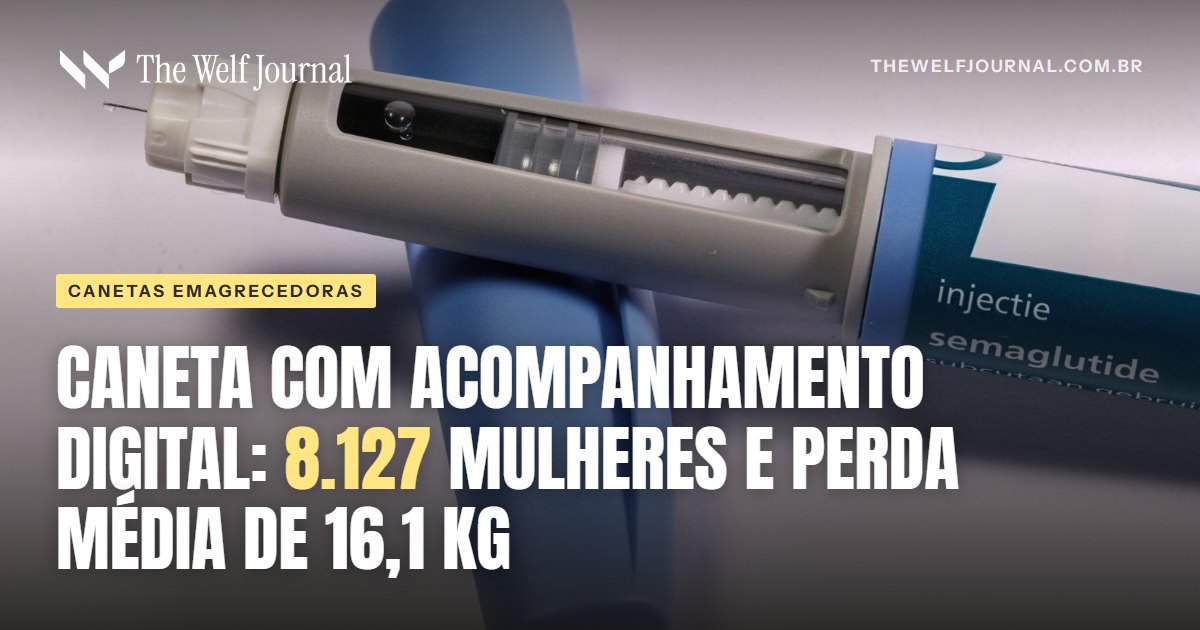 The Welf Journal
THEWELFJOURNAL.COM.BR
injectie
semaglutide
CANETAS EMAGRECEDORAS
CANETA COM ACOMPANHAMENTO
DIGITAL: 8.127 MULHERES E PERDA
MÉDIA DE 16,1 KG